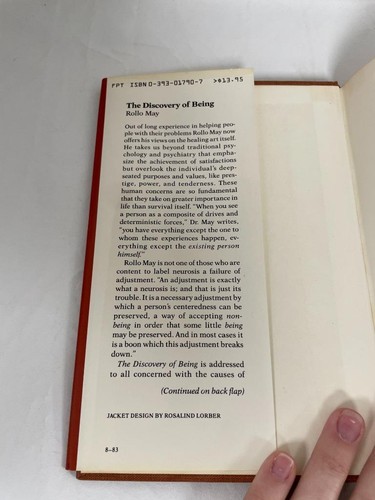 FPT ISBN 0-393-01790-7 >$13.95
The Discovery of Being
Rollo May
Out of long experience in helping peo-
ple with their problems Rollo May now
offers his views on the healing art itself.
He takes us beyond traditional psy-
chology and psychiatry that empha-
size the achievement of satisfactions
but overlook the individual's deep-
seated purposes and values, like pres-
tige, power, and tenderness. These
human concerns are so fundamental
that they take on greater importance in
life than survival itself. "When you see
a person as a composite of drives and
deterministic forces," Dr. May writes,
"you have everything except the one to
whom these experiences happen, ev-
erything except the existing person
himself."
Rollo May is not one of those who are
content to label neurosis a failure of
adjustment. "An adjustment is exactly
what a neurosis is; and that is just its
trouble. It is a necessary adjustment by
which a person's centeredness can be
preserved, a way of accepting non-
being in order that some little being
may be preserved. And in most cases it
is a boon which this adjustment breaks
down."
The Discovery of Being is addressed
to all concerned with the causes of
(Continued on back flap)
JACKET DESIGN BY ROSALIND LORBER
8-83